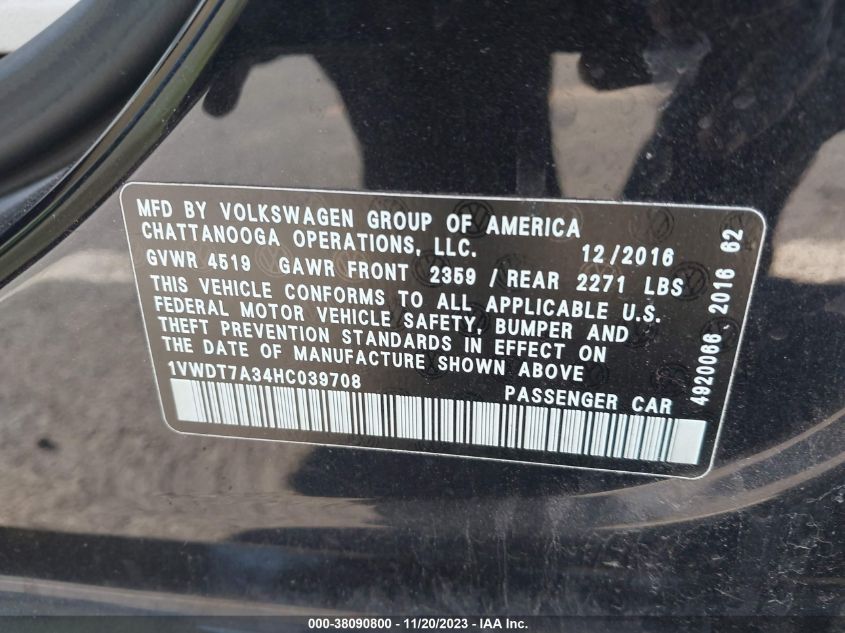 MFD BY VOLKSWAGEN GROUP OF AMERICA
CHATTANOOGA OPERATIONS, LLC. 12/2016
GVWR 4519 GAWR FRONT 2359 / REAR 2271 LBS
THIS VEHICLE CONFORMS TO ALL APPLICABLE U.S.
FEDERAL MOTOR VEHICLE SAFETY, BUMPER AND
THEFT PREVENTION STANDARDS IN EFFECT ON
THE DATE OF MANUFACTURE SHOWN ABOVE
1VWDT7A34HC039708 PASSENGER CAR
4920066 2016 62
000-38090800 - 11/20/2023 - IAA, Inc.